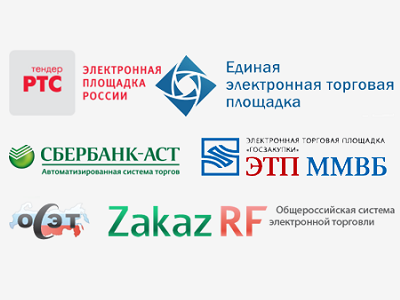 тендер
РТС
ЭЛЕКТРОННАЯ
ПЛОЩАДКА
РОССИИ
Единая
электронная торговая
площадка
СБЕРБАНК-АСТ
Автоматизированная система торгов
ЭЛЕКТРОННАЯ ТОРГОВАЯ ПЛОЩАДКА
«ГОСЗАКУПКИ»
ЭТП ММВБ
ОСЭТ
Zakaz RF
Общероссийская система
электронной торговли